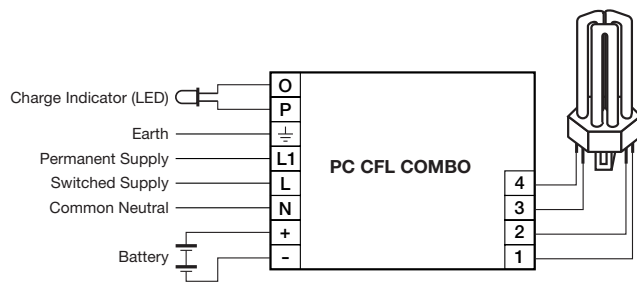 Charge Indicator (LED)
Earth
Permanent Supply
Switched Supply
Common Neutral
Battery
O
P
L1
L
N
+
-
PC CFL COMBO
4
3
2
1